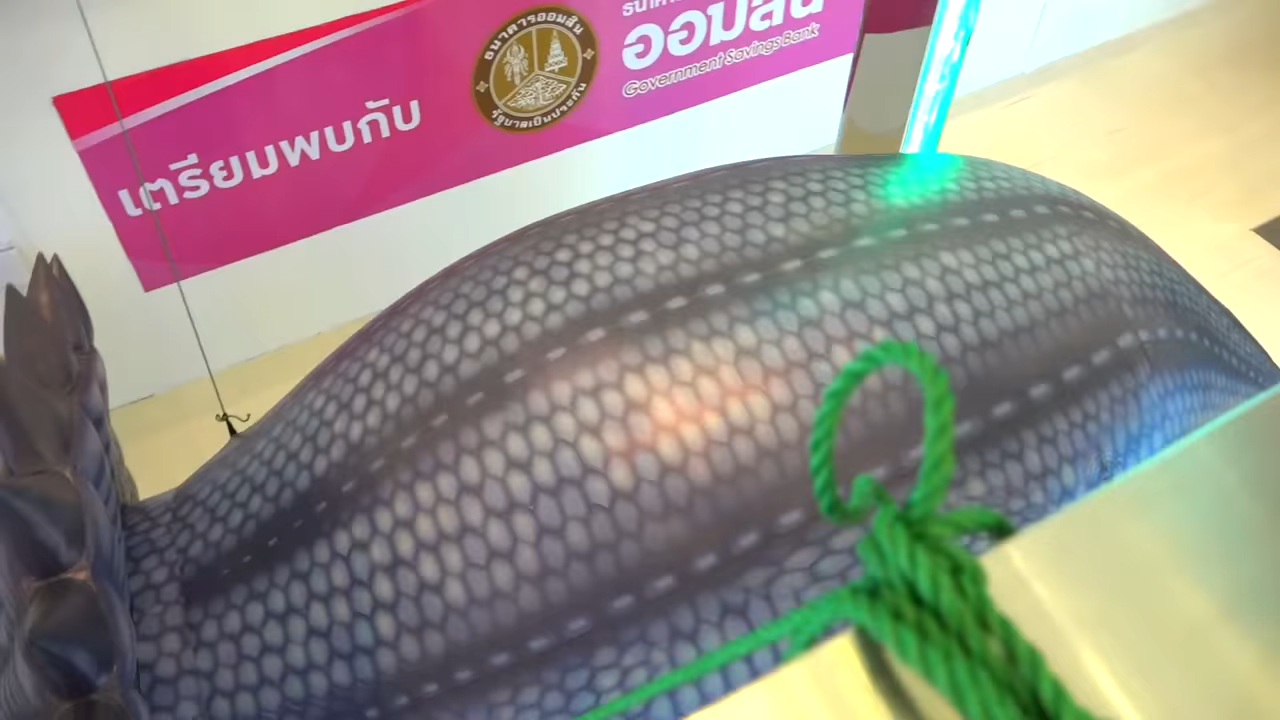 เตรียมพบกับ
ธนาคารออมสิน
รัฐบาลเป็นประกัน
ออมสิน
Government Savings Bank